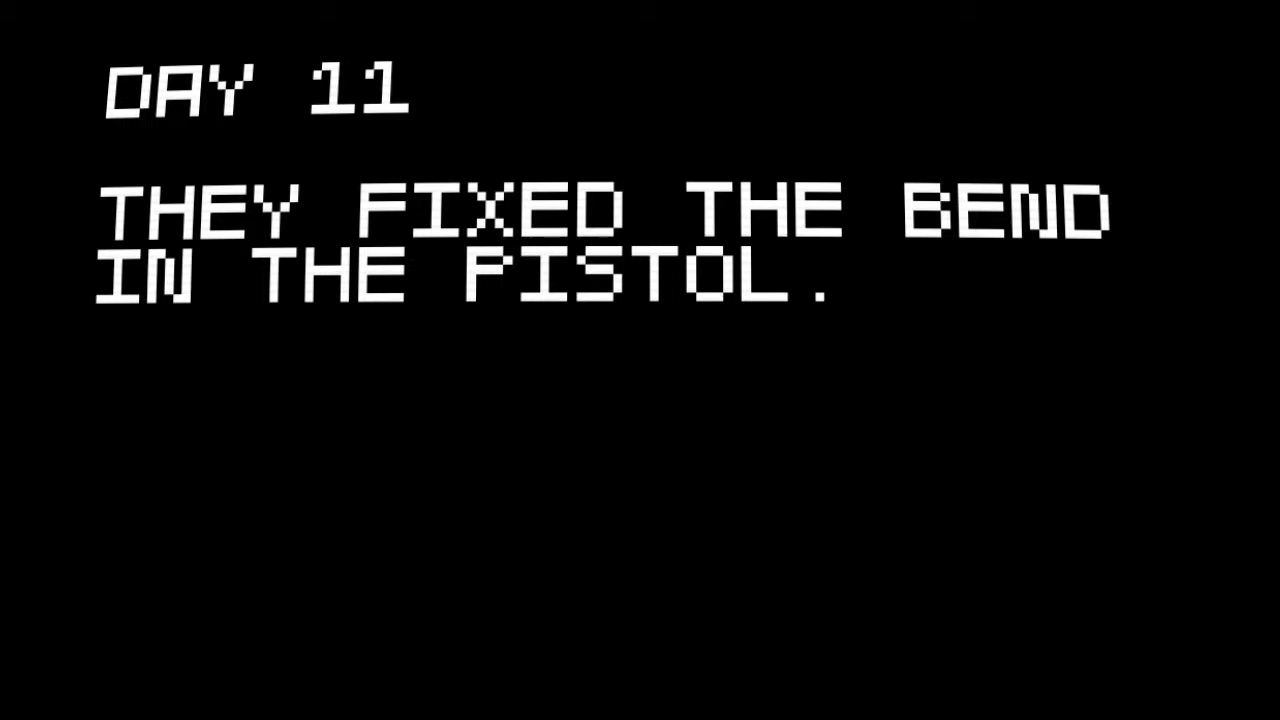 DAY 11
THEY FIXED THE BEND
IN THE PISTOL.